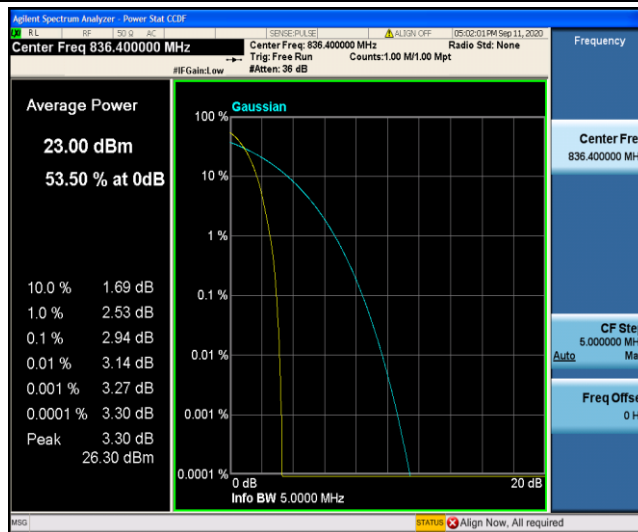 Agilent Spectrum Analyzer - Power Stat CCDF
RL RF 50 Ω AC SENSE:PULSE ALIGN OFF 05:02:01 PM Sep 11, 2020
Center Freq 836.400000 MHz
Center Freq: 836.400000 MHz Radio Std: None
Trig: Free Run Counts:1.00 M/1.00 Mpt
#IFGain:Low #Atten: 36 dB
Frequency
Average Power
23.00 dBm
53.50 % at 0dB
10.0 % 1.69 dB
1.0 % 2.53 dB
0.1 % 2.94 dB
0.01 % 3.14 dB
0.001 % 3.27 dB
0.0001 % 3.30 dB
Peak 3.30 dB
26.30 dBm
Gaussian
100 %
10 %
1 %
0.1 %
0.01 %
0.001 %
0.0001 %
0 dB 20 dB
Info BW 5.0000 MHz
Center Fre
836.400000 MH
CF Ste
5.000000 MH
Auto Ma
Freq Offse
0 H
MSG STATUS Align Now, All required